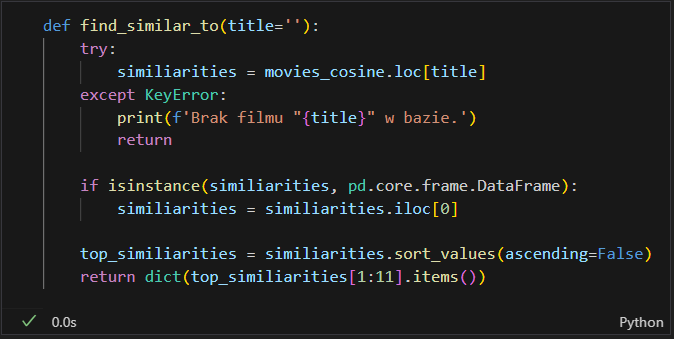 def find_similar_to(title=''):
    try:
        similiarities = movies_cosine.loc[title]
    except KeyError:
        print(f'Brak filmu "{title}" w bazie.')
        return

    if isinstance(similiarities, pd.core.frame.DataFrame):
        similiarities = similiarities.iloc[0]

    top_similiarities = similiarities.sort_values(ascending=False)
    return dict(top_similiarities[1:11].items())
0.0s Python